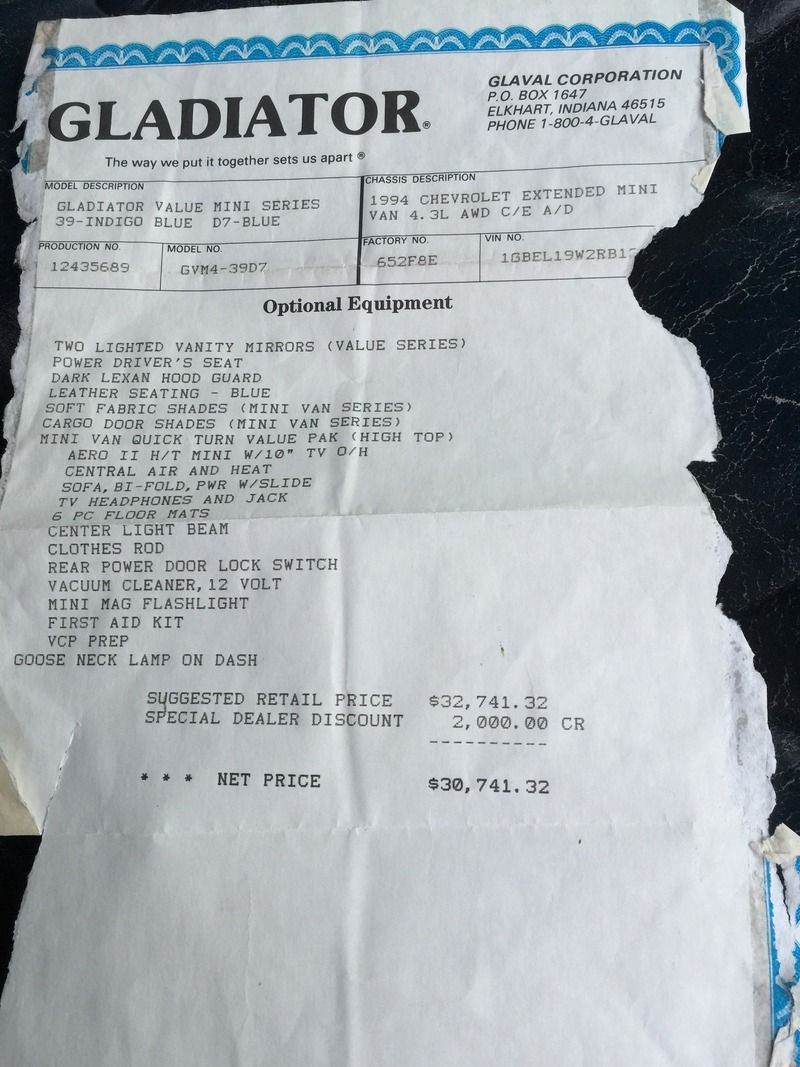 GLADIATOR®
The way we put it together sets us apart ®
GLAVAL CORPORATION
P.O. BOX 1647
ELKHART, INDIANA 46515
PHONE 1-800-4-GLAVAL
MODEL DESCRIPTION
GLADIATOR VALUE MINI SERIES
39-INDIGO BLUE D7-BLUE
CHASSIS DESCRIPTION
1994 CHEVROLET EXTENDED MINI
VAN 4.3L AWD C/E A/D
PRODUCTION NO.
12435689
MODEL NO.
GVM4-39D7
FACTORY NO.
652F8E
VIN NO.
1GBEL19W2RB1
Optional Equipment
TWO LIGHTED VANITY MIRRORS (VALUE SERIES)
POWER DRIVER'S SEAT
DARK LEXAN HOOD GUARD
LEATHER SEATING - BLUE
SOFT FABRIC SHADES (MINI VAN SERIES)
CARGO DOOR SHADES (MINI VAN SERIES)
MINI VAN QUICK TURN VALUE PAK (HIGH TOP)
AERO II H/T MINI W/10" TV O/H
CENTRAL AIR AND HEAT
SOFA, BI-FOLD, PWR W/SLIDE
TV HEADPHONES AND JACK
6 PC FLOOR MATS
CENTER LIGHT BEAM
CLOTHES ROD
REAR POWER DOOR LOCK SWITCH
VACUUM CLEANER, 12 VOLT
MINI MAG FLASHLIGHT
FIRST AID KIT
VCP PREP
GOOSE NECK LAMP ON DASH
SUGGESTED RETAIL PRICE $32,741.32
SPECIAL DEALER DISCOUNT 2,000.00 CR
----------
* * * NET PRICE $30,741.32